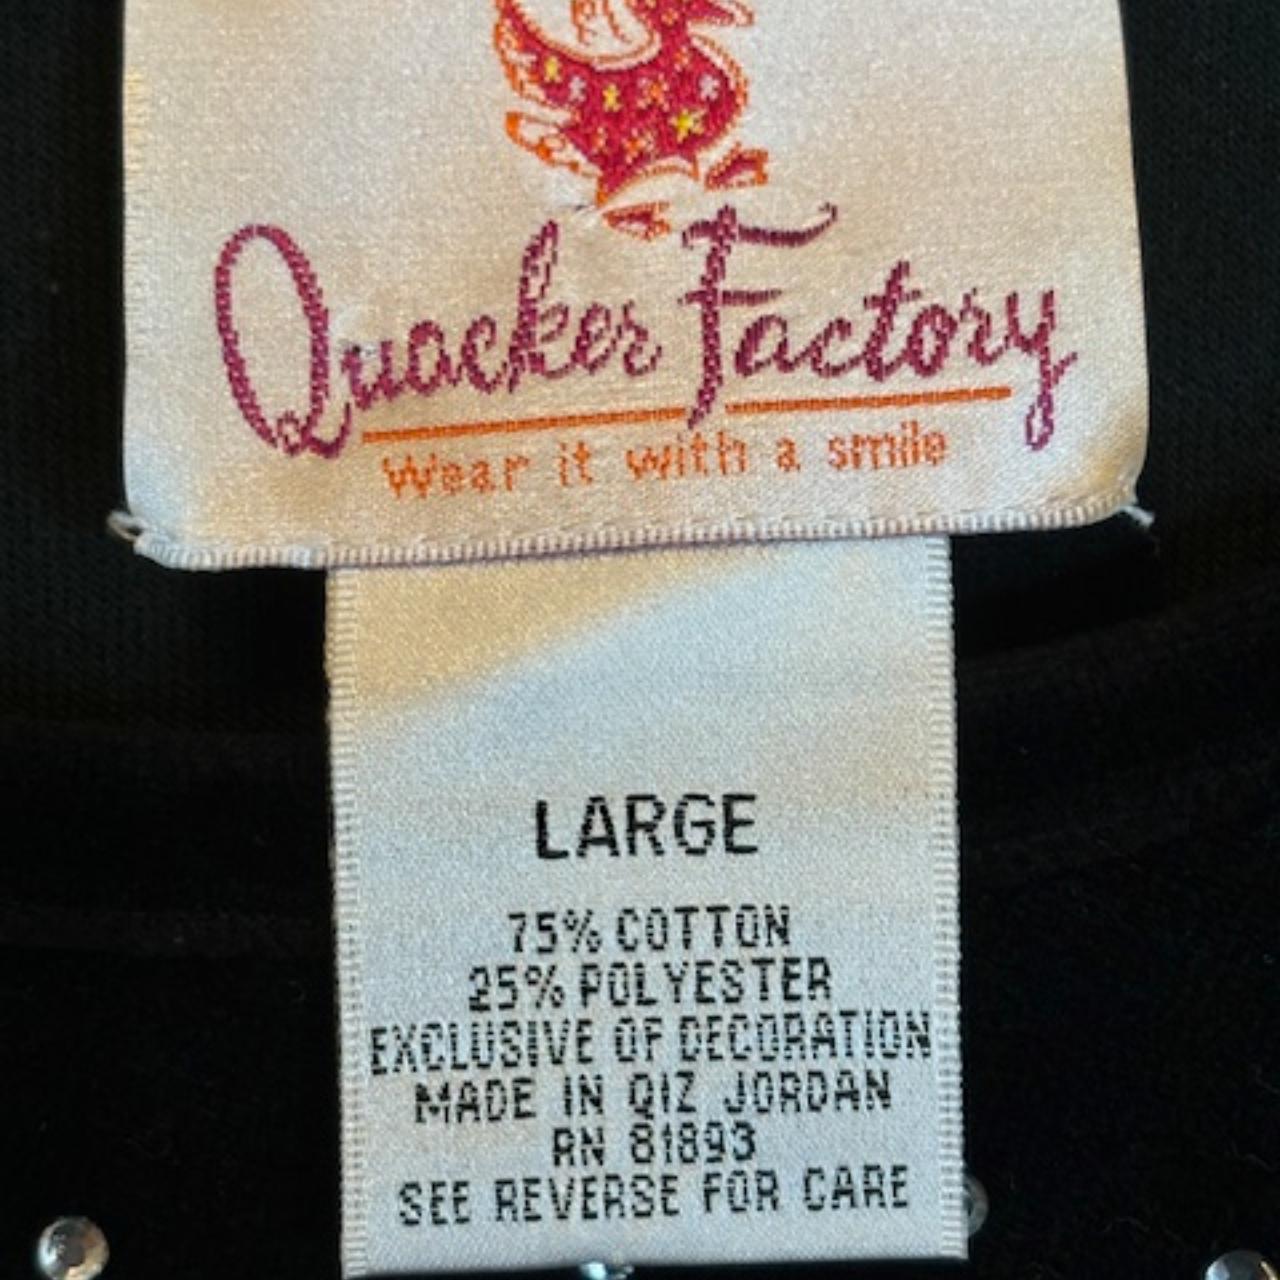 Quacker Factory
Wear it with a smile
LARGE
75% COTTON
25% POLYESTER
EXCLUSIVE OF DECORATION
MADE IN QIZ JORDAN
RN 81893
SEE REVERSE FOR CARE